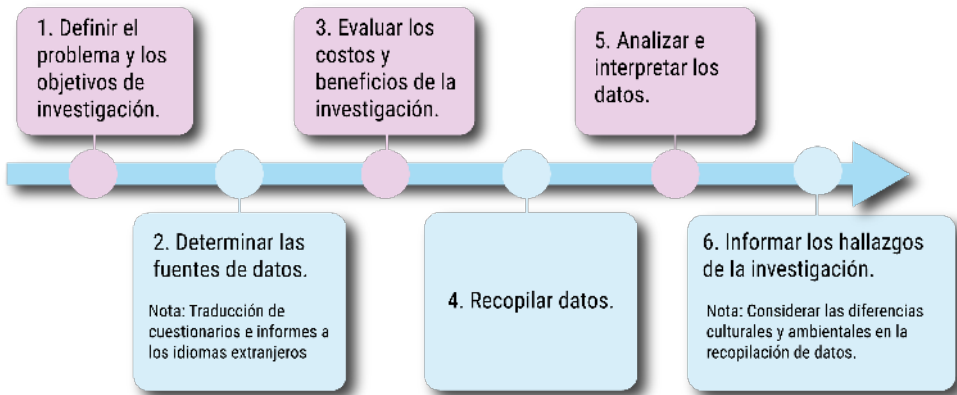 1. Definir el
problema y los
objetivos de
investigación.
2. Determinar las
fuentes de datos.
Nota: Traducción de
cuestionarios e informes a
los idiomas extranjeros
3. Evaluar los
costos y
beneficios de la
investigación.
4. Recopilar datos.
5. Analizar e
interpretar los
datos.
6. Informar los hallazgos
de la investigación.
Nota: Considerar las diferencias
culturales y ambientales en la
recopilación de datos.